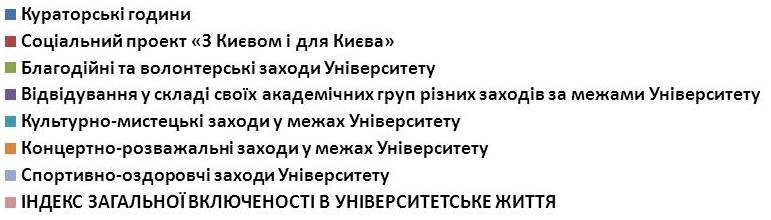 Кураторські години
Соціальний проект «З Києвом і для Києва»
Благодійні та волонтерські заходи Університету
Відвідування у складі своїх академічних груп різних заходів за межами Університету
Культурно-мистецькі заходи у межах Університету
Концертно-розважальні заходи у межах Університету
Спортивно-оздоровчі заходи Університету
ІНДЕКС ЗАГАЛЬНОЇ ВКЛЮЧЕНОСТІ В УНІВЕРСИТЕТСЬКЕ ЖИТТЯ